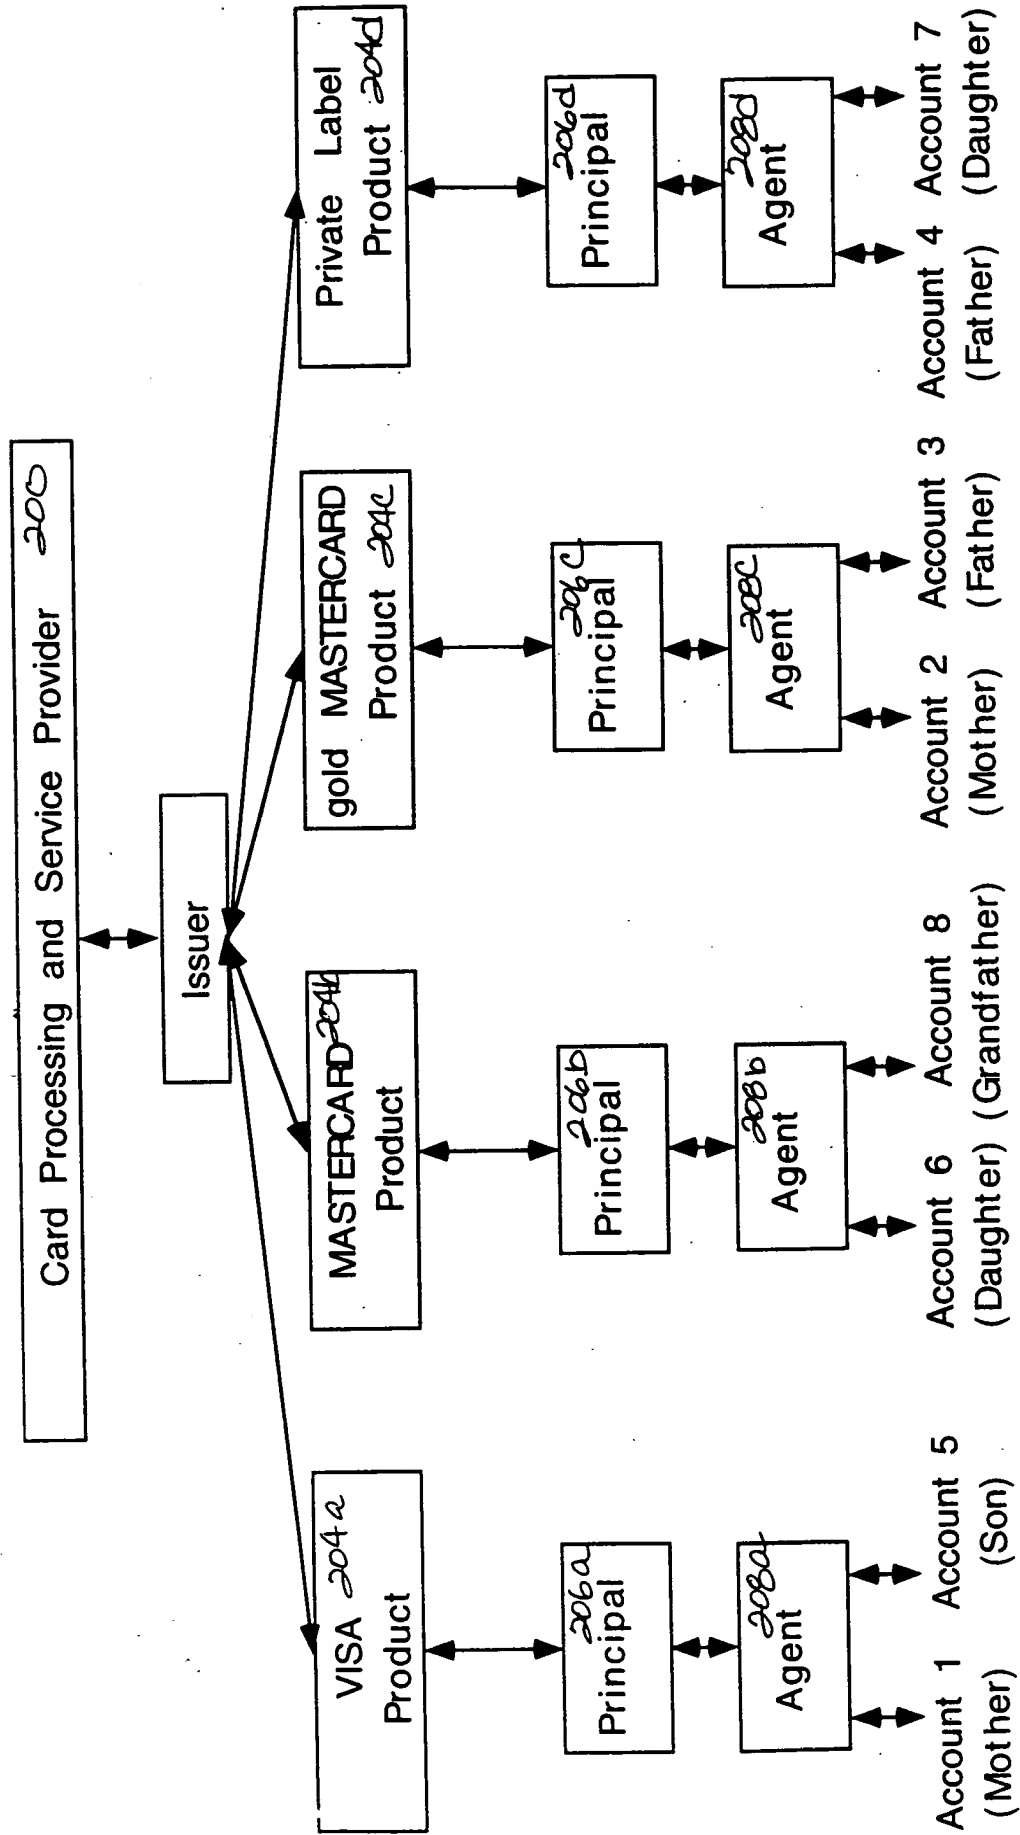 Card Processing and Service Provider 200
Issuer
VISA 204a
Product
MASTERCARD 204b
Product
gold MASTERCARD
Product 204c
Private Label
Product 204d
206a
Principal
206b
Principal
206c
Principal
206d
Principal
208a
Agent
208b
Agent
208c
Agent
208d
Agent
Account 1
(Mother)
Account 5
(Son)
Account 6
(Daughter)
Account 8
(Grandfather)
Account 2
(Mother)
Account 3
(Father)
Account 4
(Father)
Account 7
(Daughter)